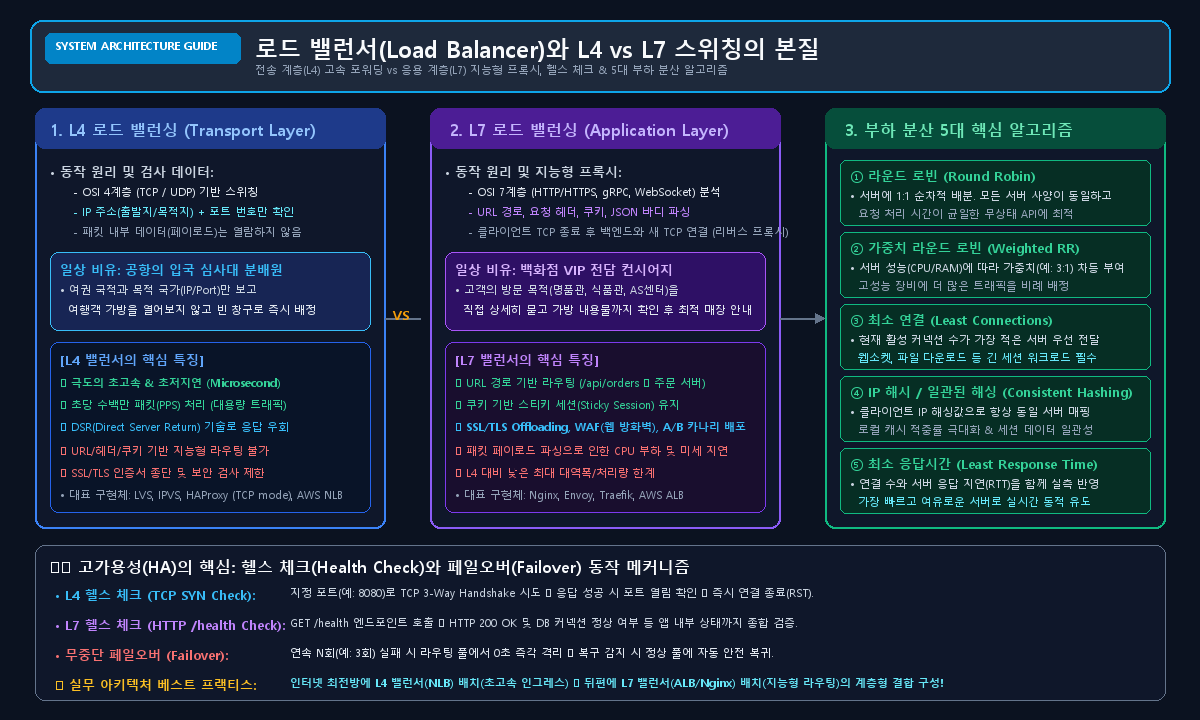 SYSTEM ARCHITECTURE GUIDE
로드 밸런서(Load Balancer)와 L4 vs L7 스위칭의 본질
전송 계층(L4) 고속 포워딩 vs 응용 계층(L7) 지능형 프록시, 헬스 체크 & 5대 부하 분산 알고리즘
1. L4 로드 밸런싱 (Transport Layer)
• 동작 원리 및 검사 데이터:
• OSI 4계층 (TCP / UDP) 기반 스위칭
• IP 주소(출발지/목적지) + 포트 번호만 확인
• 패킷 내부 데이터(페이로드)는 열람하지 않음
일상 비유: 공항의 입국 심사대 분배원
• 여권 국적과 목적 국가(IP/Port)만 보고
여행객 가방을 열어보지 않고 빈 창구로 즉시 배정
[L4 밸런서의 핵심 특징]
극도의 초고속 & 초저지연 (Microsecond)
초당 수백만 패킷(PPS) 처리 (대용량 트래픽)
DSR(Direct Server Return) 기술로 응답 우회
URL/헤더/쿠키 기반 지능형 라우팅 불가
SSL/TLS 인증서 종단 및 보안 검사 제한
• 대표 구현체: LVS, IPVS, HAProxy (TCP mode), AWS NLB
VS
2. L7 로드 밸런싱 (Application Layer)
• 동작 원리 및 지능형 프록시:
• OSI 7계층 (HTTP/HTTPS, gRPC, WebSocket) 분석
• URL 경로, 요청 헤더, 쿠키, JSON 바디 파싱
• 클라이언트 TCP 종료 후 백엔드와 새 TCP 연결 (리버스 프록시)
일상 비유: 백화점 VIP 전담 컨시어지
• 고객의 방문 목적(명품관, 식품관, AS센터)을
직접 상세히 묻고 가방 내용물까지 확인 후 최적 매장 안내
[L7 밸런서의 핵심 특징]
URL 경로 기반 라우팅 (/api/orders 주문 서버)
쿠키 기반 스티키 세션(Sticky Session) 유지
SSL/TLS Offloading, WAF(웹 방화벽), A/B 카나리 배포
패킷 페이로드 파싱으로 인한 CPU 부하 및 미세 지연
L4 대비 낮은 최대 대역폭/처리량 한계
• 대표 구현체: Nginx, Envoy, Traefik, AWS ALB
3. 부하 분산 5대 핵심 알고리즘
① 라운드 로빈 (Round Robin)
• 서버에 1:1 순차적 배분. 모든 서버 사양이 동일하고
요청 처리 시간이 균일한 무상태 API에 최적
② 가중치 라운드 로빈 (Weighted RR)
• 서버 성능(CPU/RAM)에 따라 가중치(예: 3:1) 차등 부여
고성능 장비에 더 많은 트래픽을 비례 배정
③ 최소 연결 (Least Connections)
• 현재 활성 커넥션 수가 가장 적은 서버 우선 전달
웹소켓, 파일 다운로드 등 긴 세션 워크로드 필수
④ IP 해시 / 일관된 해싱 (Consistent Hashing)
• 클라이언트 IP 해싱값으로 항상 동일 서버 매핑
로컬 캐시 적중률 극대화 & 세션 데이터 일관성
⑤ 최소 응답시간 (Least Response Time)
• 연결 수와 서버 응답 지연(RTT)을 함께 실측 반영
가장 빠르고 여유로운 서버로 실시간 동적 유도
고가용성(HA)의 핵심: 헬스 체크(Health Check)와 페일오버(Failover) 동작 메커니즘
• L4 헬스 체크 (TCP SYN Check): 지정 포트(예: 8080)로 TCP 3-Way Handshake 시도 응답 성공 시 포트 열림 확인 즉시 연결 종료(RST).
• L7 헬스 체크 (HTTP /health Check): GET /health 엔드포인트 호출 HTTP 200 OK 및 DB 커넥션 정상 여부 등 앱 내부 상태까지 종합 검증.
• 무중단 페일오버 (Failover): 연속 N회(예: 3회) 실패 시 라우팅 풀에서 0초 즉각 격리 복구 감지 시 정상 풀에 자동 안전 복귀.
• 실무 아키텍처 베스트 프랙티스: 인터넷 최전방에 L4 밸런서(NLB) 배치(초고속 인그레스) 뒤편에 L7 밸런서(ALB/Nginx) 배치(지능형 라우팅)의 계층형 결합 구성!